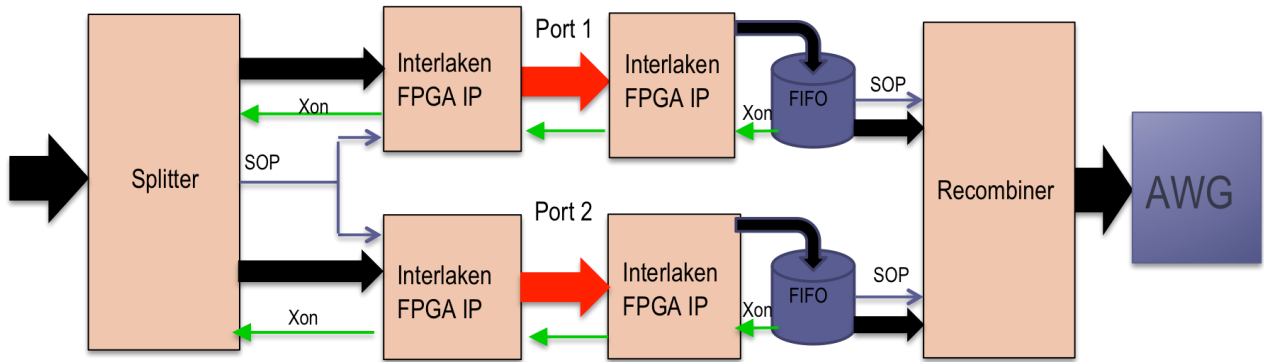 Port 1
Interlaken
FPGA IP
Interlaken
FPGA IP
FIFO
SOP
Xon
Xon
SOP
Splitter
Recombiner
AWG
Port 2
Interlaken
FPGA IP
Interlaken
FPGA IP
FIFO
SOP
Xon
Xon